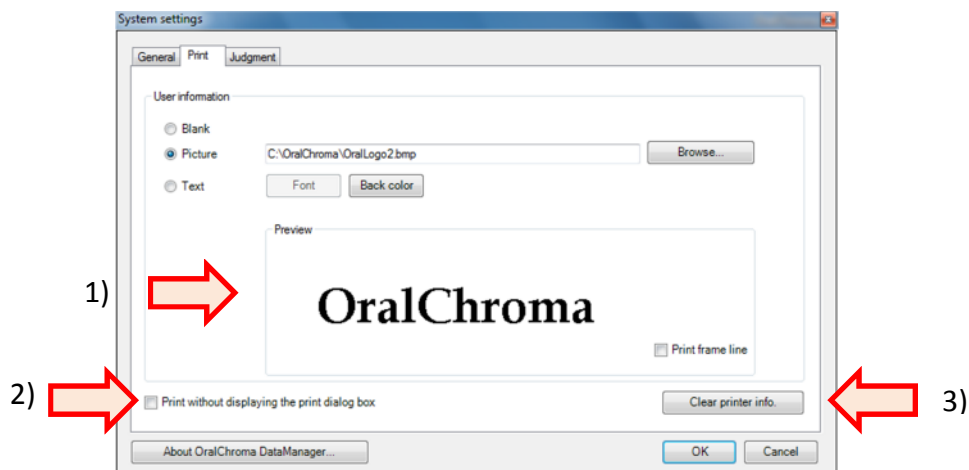 System settings
General Print Judgment
User information
Blank
Picture C:\OralChroma\OralLogo2.bmp Browse...
Text Font Back color
Preview
1)
OralChroma
Print frame line
2) Print without displaying the print dialog box Clear printer info. 3)
About OralChroma DataManager... OK Cancel